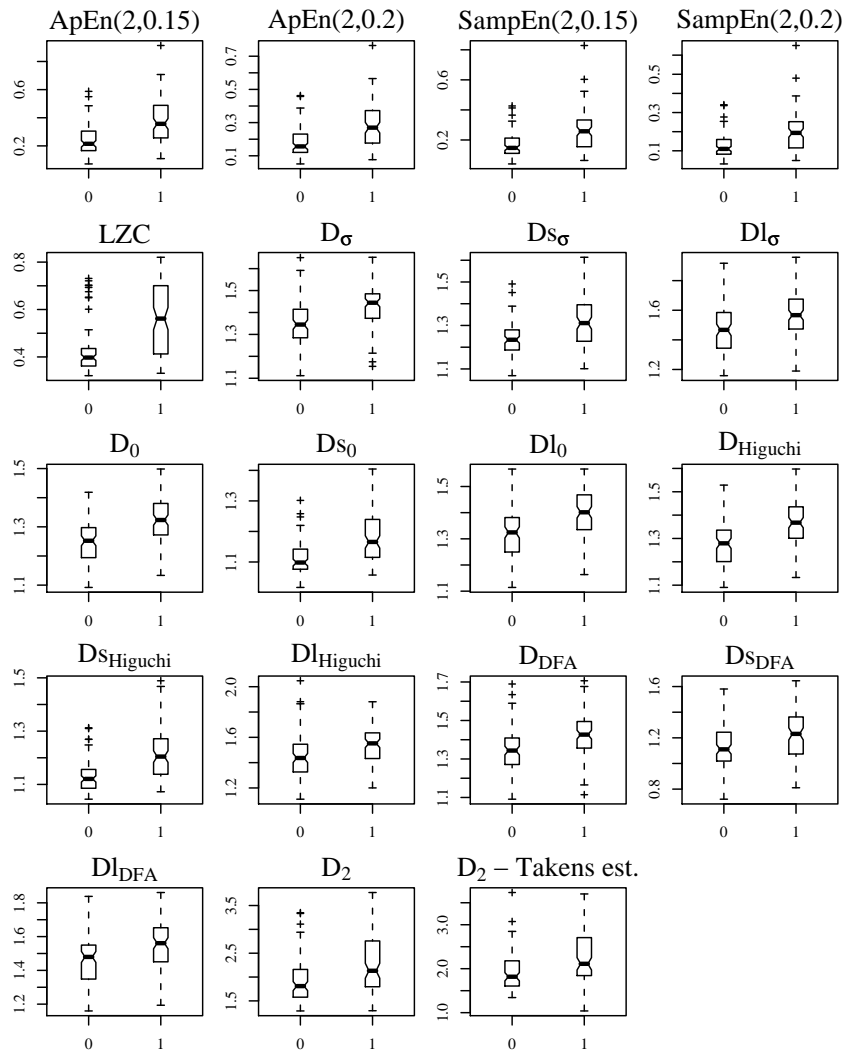 ApEn(2,0.15) ApEn(2,0.2) SampEn(2,0.15) SampEn(2,0.2)
0.2 0.6 0.1 0.3 0.5 0.7 0.2 0.6 0.1 0.3 0.5
0 1 0 1 0 1 0 1
LZC Dσ Dsσ Dlσ
0.4 0.6 0.8 1.1 1.3 1.5 1.1 1.3 1.5 1.2 1.6
0 1 0 1 0 1 0 1
D0 Ds0 Dl0 DHiguchi
1.1 1.3 1.5 1.1 1.3 1.1 1.3 1.5 1.1 1.3 1.5
0 1 0 1 0 1 0 1
DsHiguchi DlHiguchi DDFA DsDFA
1.1 1.3 1.5 1.2 1.6 2.0 1.1 1.3 1.5 1.7 0.8 1.2 1.6
0 1 0 1 0 1 0 1
DlDFA D2 D2 − Takens est.
1.2 1.4 1.6 1.8 1.5 2.5 3.5 1.0 2.0 3.0
0 1 0 1 0 1